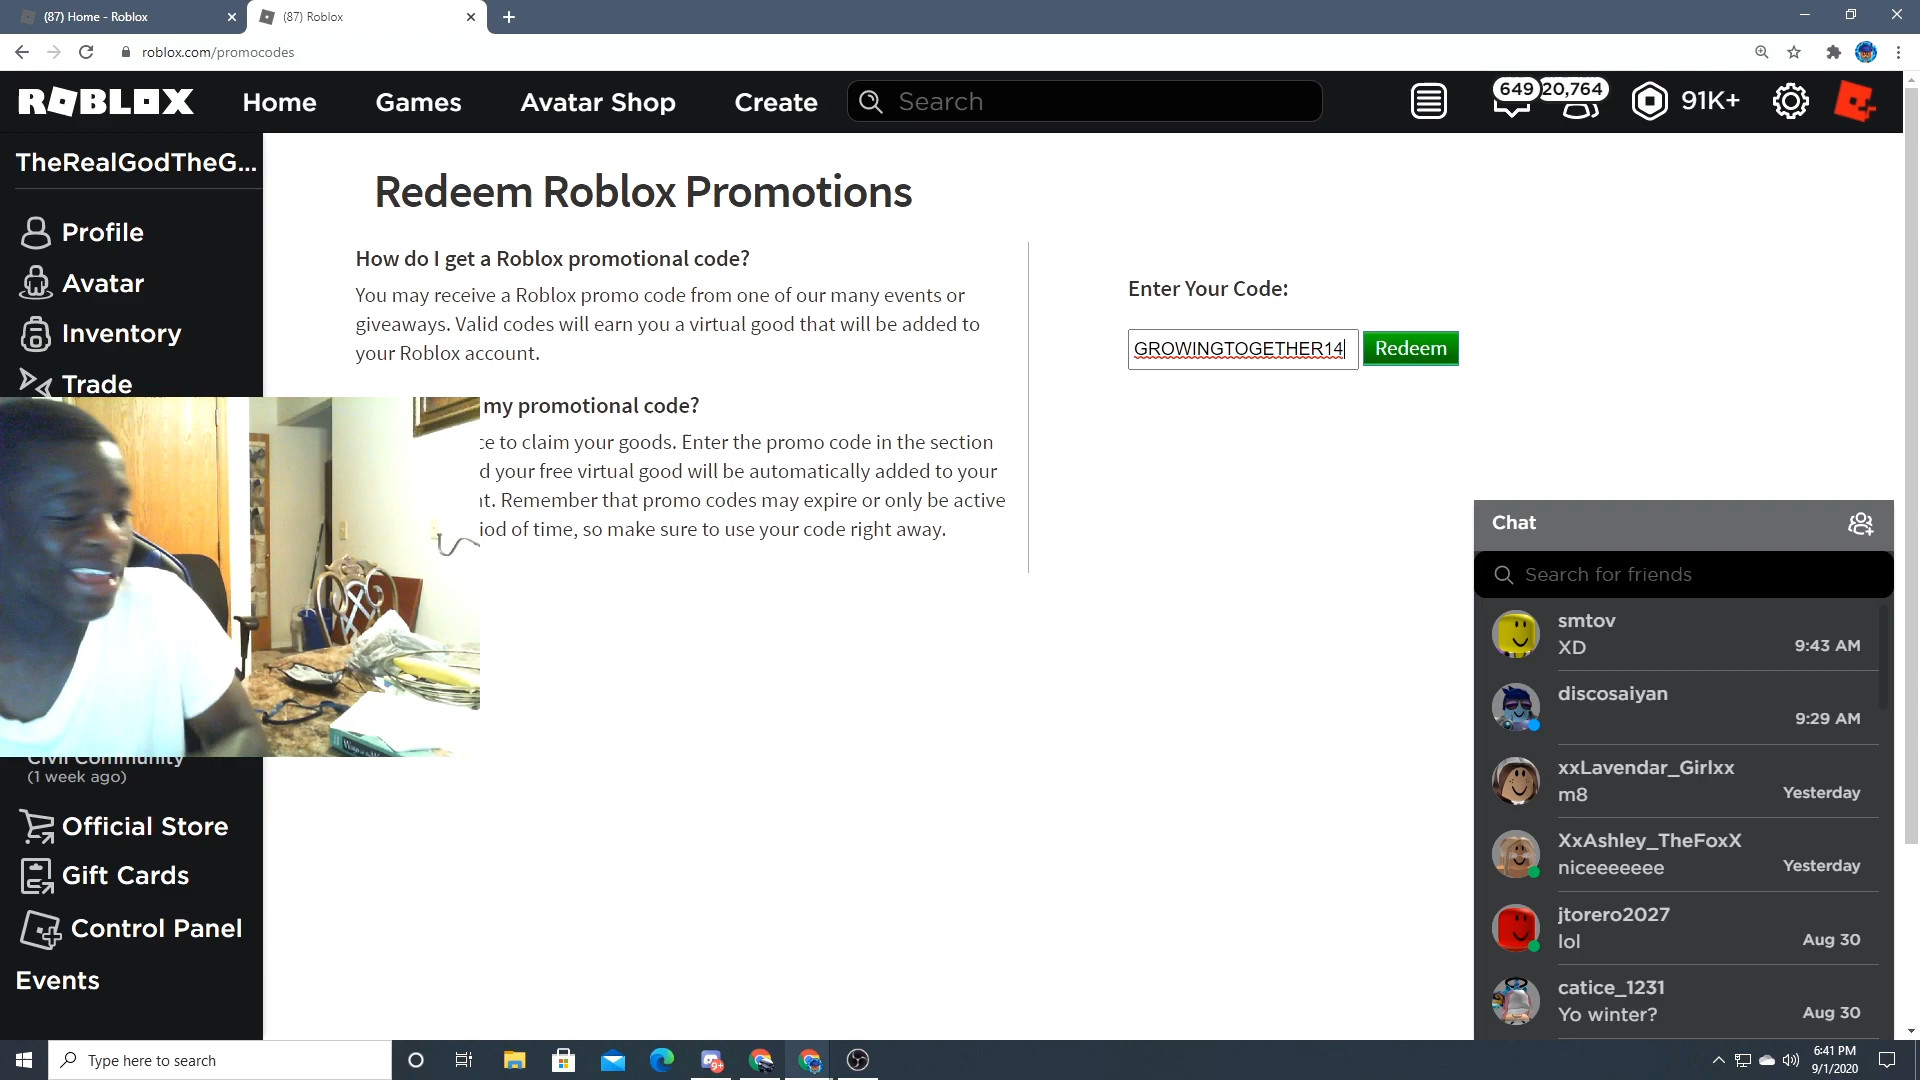 (87) Home - Roblox
(87) Roblox
roblox.com/promocodes
ROBLOX
Home
Games
Avatar Shop
Create
Search
649
20,764
91K+
TheRealGodTheG...
Profile
Avatar
Inventory
Trade
Civil Community
(1 week ago)
Official Store
Gift Cards
Control Panel
Events
Redeem Roblox Promotions
How do I get a Roblox promotional code?
You may receive a Roblox promo code from one of our many events or
giveaways. Valid codes will earn you a virtual good that will be added to
your Roblox account.
my promotional code?
to claim your goods. Enter the promo code in the section
your free virtual good will be automatically added to your
Remember that promo codes may expire or only be active
of time, so make sure to use your code right away.
Enter Your Code:
GROWINGTOGETHER14
Redeem
Chat
Search for friends
smtov
XD
9:43 AM
discosaiyan
9:29 AM
xxLavendar_Girlxx
m8
Yesterday
XxAshley_TheFoxX
niceeeeeee
Yesterday
jtorero2027
lol
Aug 30
catice_1231
Yo winter?
Aug 30
Type here to search
9+
6:41 PM
9/1/2020